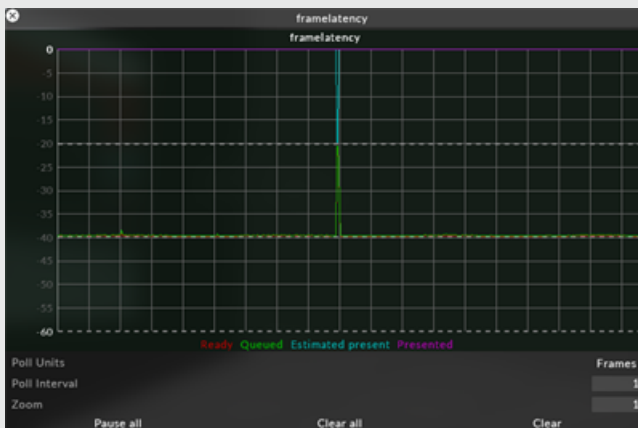 framelatency
framelatency
0
-5
-10
-15
-20
-25
-30
-35
-40
-45
-50
-55
-60
Ready Queued Estimated present Presented
Poll Units Frames
Poll Interval 1
Zoom 1
Pause all Clear all Clear